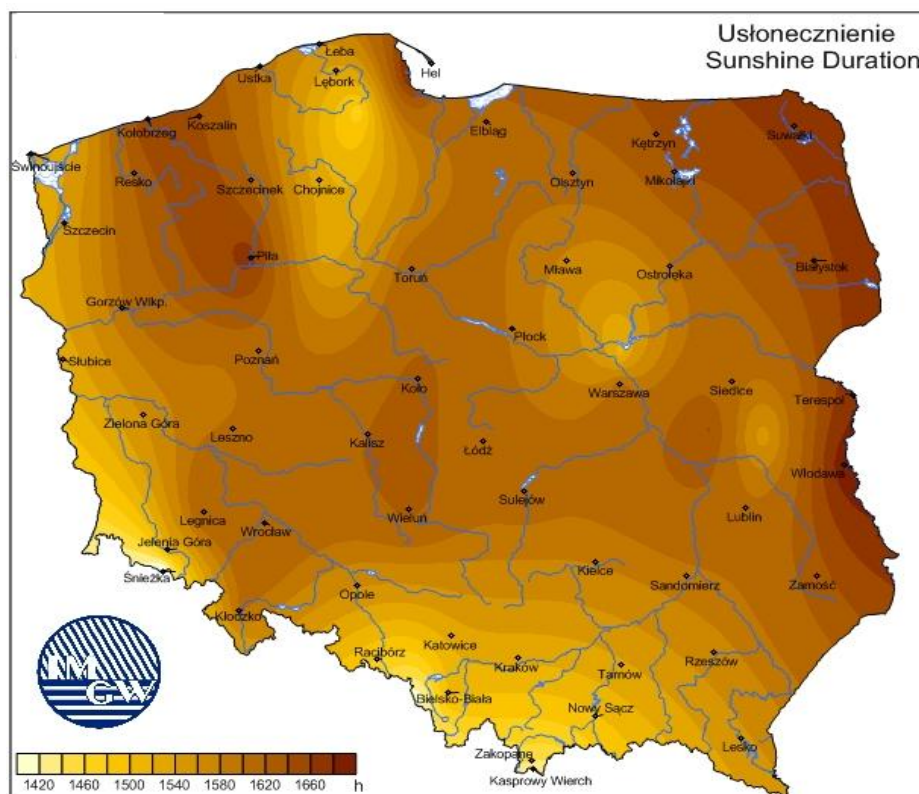 Usłonecznienie
Sunshine Duration
Łeba
Hel
Ustka
Lębork
Kołobrzeg
Koszalin
Elbląg
Kętrzyn
Suwałki
Świnoujście
Resko
Szczecinek
Chojnice
Olsztyn
Mikołajki
Szczecin
Piła
Toruń
Mława
Ostrołęka
Białystok
Gorzów Wlkp.
Płock
Słubice
Poznań
Koło
Warszawa
Siedlce
Terespol
Zielona Góra
Leszno
Kalisz
Łódź
Włodawa
Sulejów
Legnica
Wrocław
Wieluń
Lublin
Jelenia Góra
Śnieżka
Kielce
Sandomierz
Zamość
Kłodzko
Opole
Katowice
Racibórz
Kraków
Tarnów
Rzeszów
Bielsko-Biała
Nowy Sącz
Lesko
Zakopane
Kasprowy Wierch
IM
GW
1420 1460 1500 1540 1580 1620 1660 h